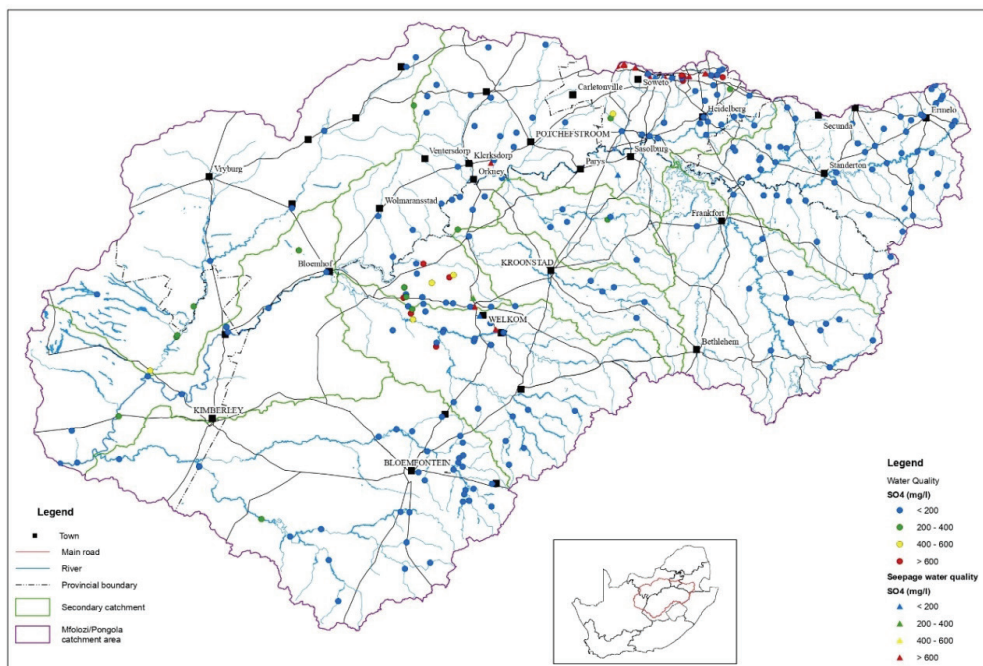 Carletonville
Soweto
Heidelberg
Ermelo
Secunda
POTCHEFSTROOM
Ventersdorp
Klerksdorp
Sasolburg
Parys
Standerton
Vryburg
Orkney
Wolmaransstad
Frankfort
Bloemhof
KROONSTAD
WELKOM
Bethlehem
KIMBERLEY
BLOEMFONTEIN
Legend
Town
Main road
River
Provincial boundary
Secondary catchment
Mfolozi/Pongola
catchment area
Legend
Water Quality
SO4 (mg/l)
< 200
200 - 400
400 - 600
> 600
Seepage water quality
SO4 (mg/l)
< 200
200 - 400
400 - 600
> 600